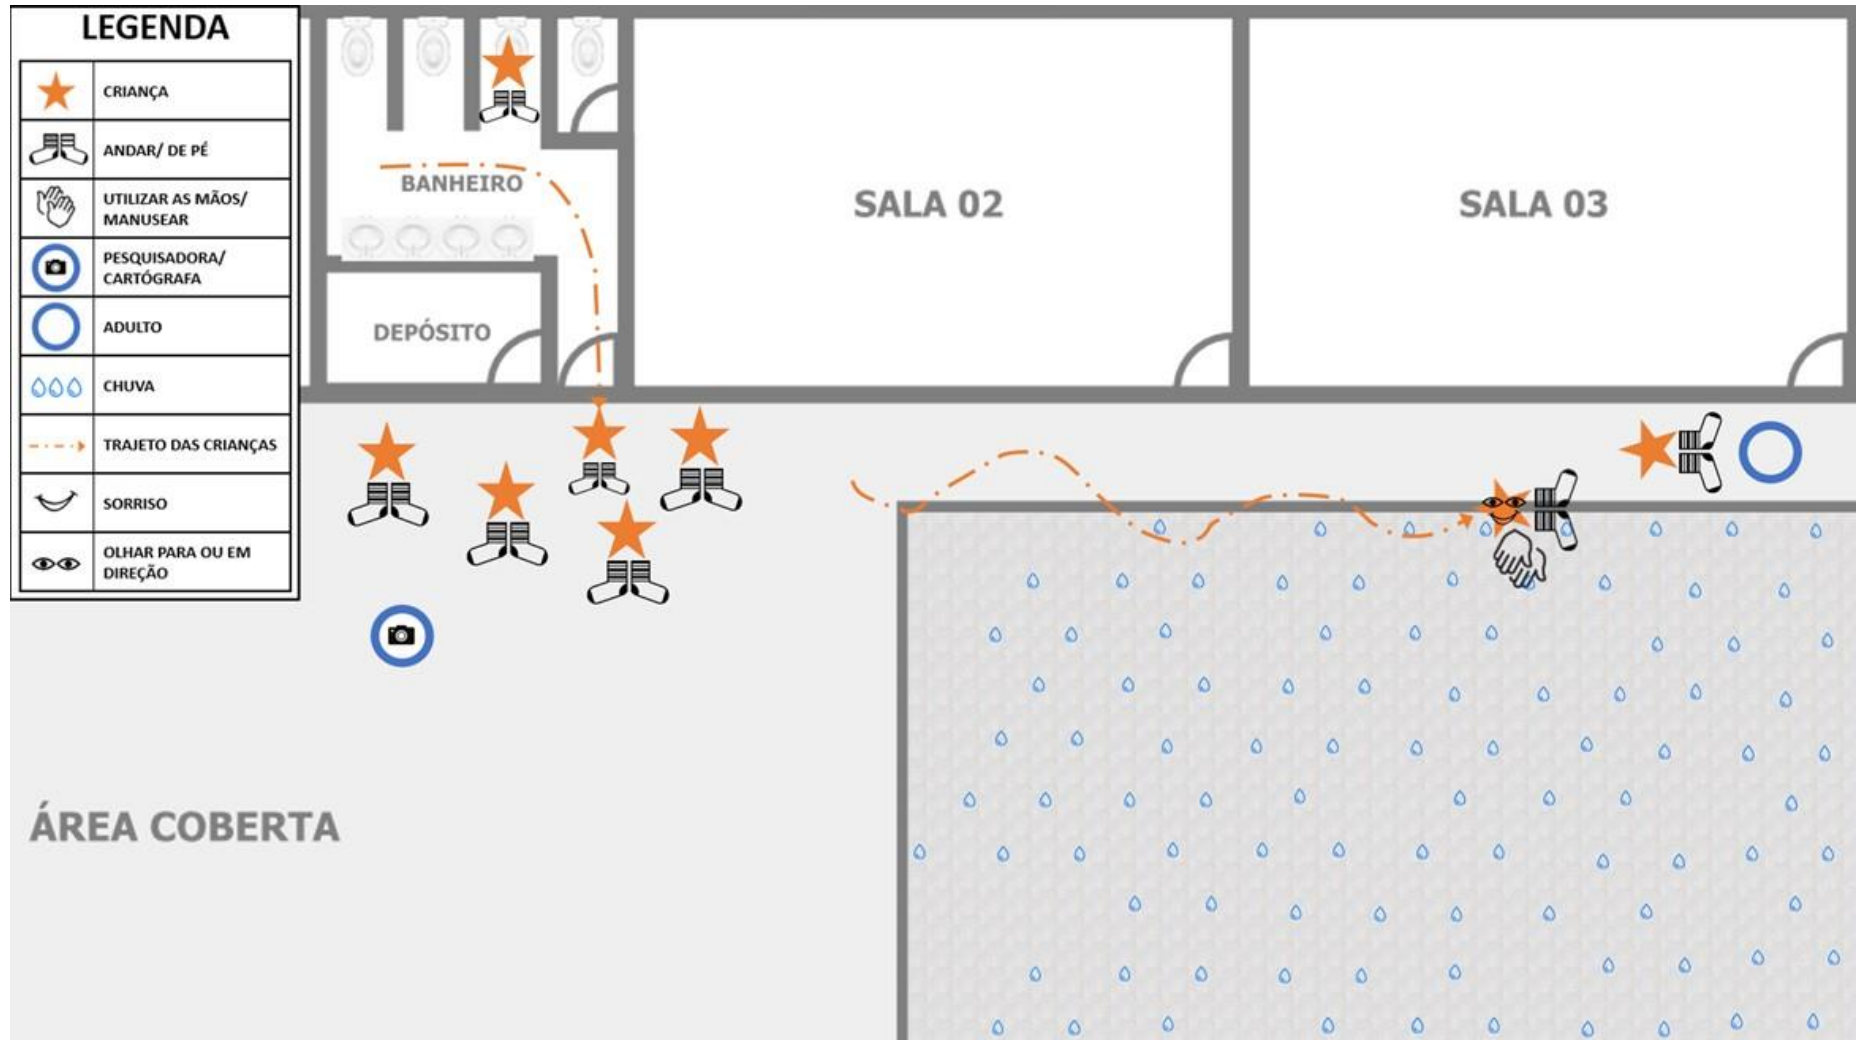 LEGENDA
CRIANÇA
ANDAR/ DE PÉ
UTILIZAR AS MÃOS/
MANUSEAR
PESQUISADORA/
CARTÓGRAFA
ADULTO
CHUVA
TRAJETO DAS CRIANÇAS
SORRISO
OLHAR PARA OU EM
DIREÇÃO
BANHEIRO
DEPÓSITO
SALA 02
SALA 03
ÁREA COBERTA